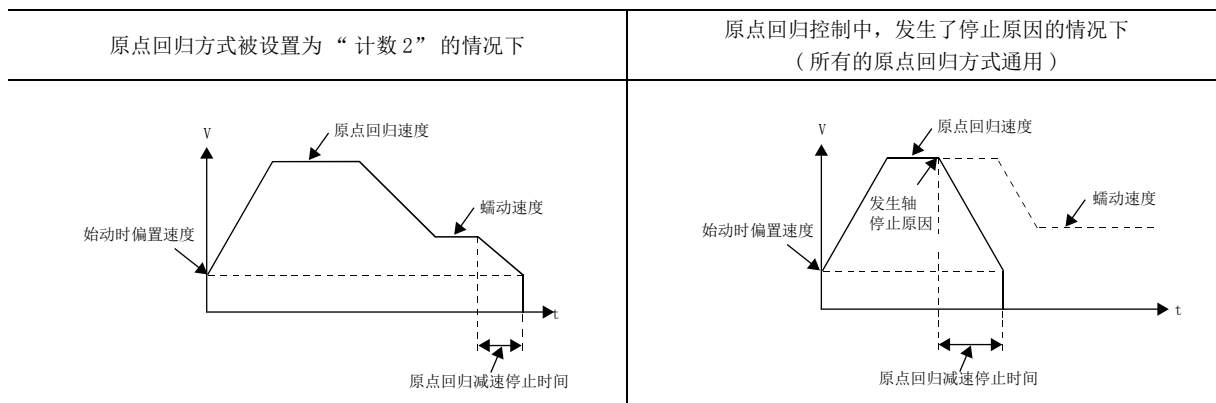 原点回归方式被设置为 “ 计数 2” 的情况下
原点回归控制中，发生了停止原因的情况下
( 所有的原点回归方式通用 )
V
原点回归速度
蠕动速度
始动时偏置速度
t
原点回归减速停止时间
V
原点回归速度
发生轴
停止原因
蠕动速度
始动时偏置速度
t
原点回归减速停止时间